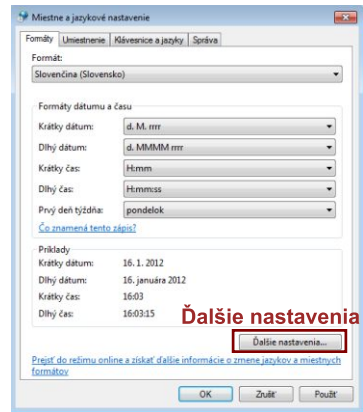 Miestne a jazykové nastavenie
Formáty Umiestnenie Klávesnice a jazyky Správa
Formát:
Slovenčina (Slovensko)
Formáty dátumu a času
Krátky dátum: d. M. rrrr
Dlhý dátum: d. MMMM rrrr
Krátky čas: H:mm
Dlhý čas: H:mm:ss
Prvý deň týždňa: pondelok
Čo znamená tento zápis?
Príklady
Krátky dátum: 16. 1. 2012
Dlhý dátum: 16. januára 2012
Krátky čas: 16:03
Dlhý čas: 16:03:15
Ďalšie nastavenia
Ďalšie nastavenia...
Prejsť do režimu online a získať ďalšie informácie o zmene jazykov a miestnych
formátov
OK Zrušiť Použiť